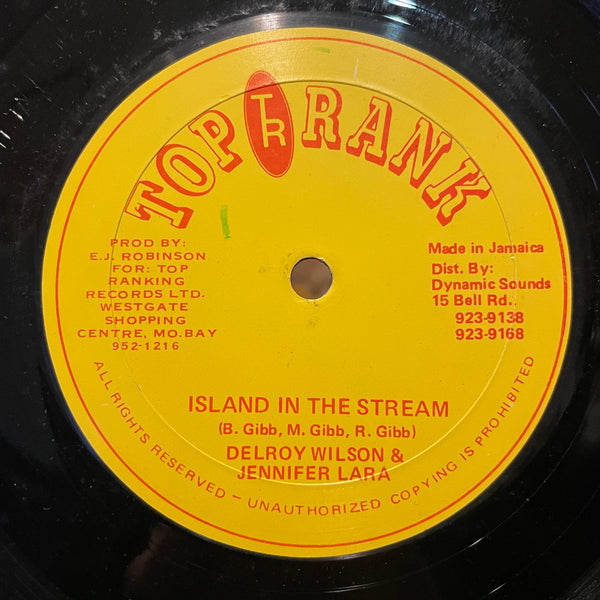 TOP TR RANK
PROD BY:
E.J. ROBINSON
FOR: TOP
RANKING
RECORDS LTD.
WESTGATE
SHOPPING
CENTRE, MO.BAY
952-1216
Made in Jamaica
Dist. By:
Dynamic Sounds
15 Bell Rd..
923-9138
923-9168
ISLAND IN THE STREAM
(B. Gibb, M. Gibb, R. Gibb)
DELROY WILSON &
JENNIFER LARA
ALL RIGHTS RESERVED – UNAUTHORIZED COPYING IS PROHIBITED